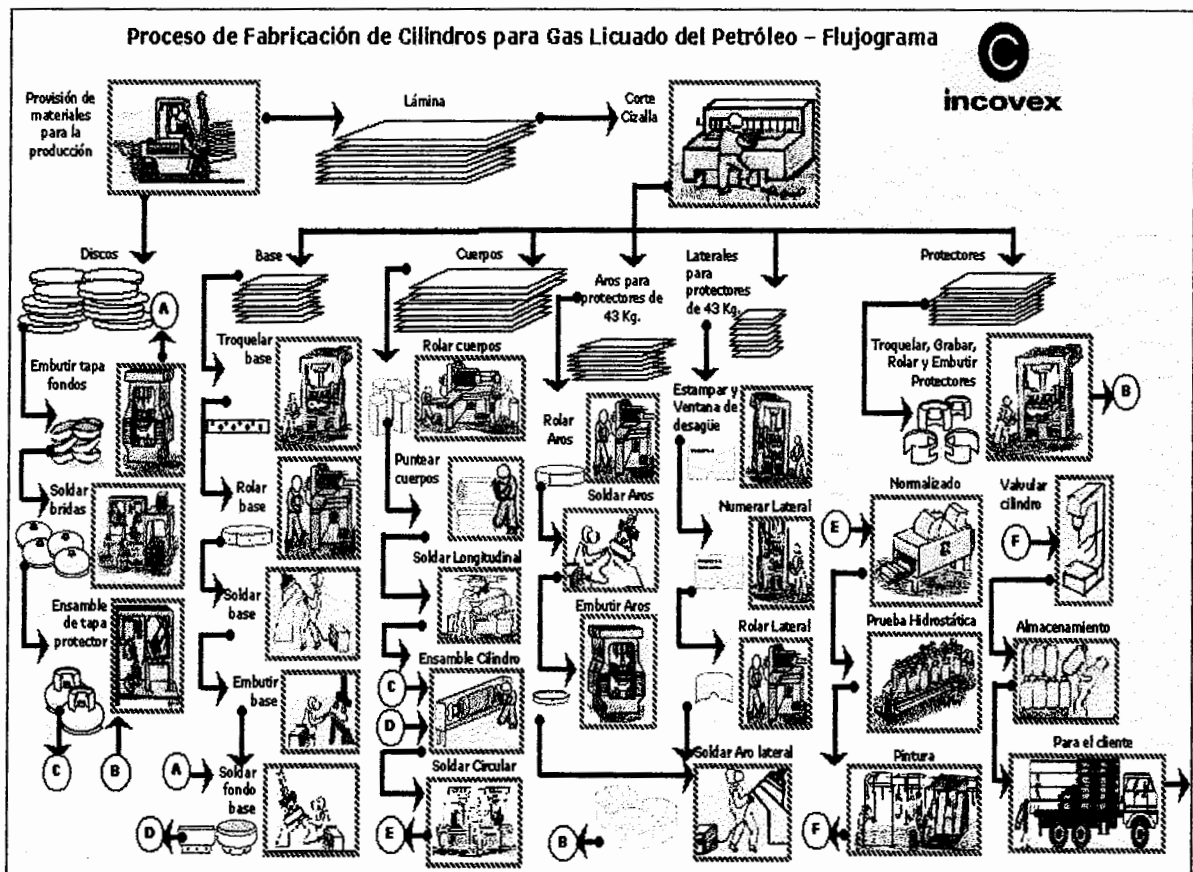 Proceso de Fabricación de Cilindros para Gas Licuado del Petróleo – Flujograma
C
incovex
Provisión de
materiales
para la
producción
Lámina
Corte
Cizalla
Discos
Base
Cuerpos
Aros para
protectores de
43 Kg.
Laterales
para
protectores
de 43 Kg.
Protectores
A
Embutir tapa
fondos
Soldar
bridas
Ensamble
de tapa
protector
C
B
Troquelar
base
Rolar
base
Soldar
base
Embutir
base
A
Soldar
fondo
base
D
Rolar cuerpos
Puntear
cuerpos
Soldar Longitudinal
Ensamble Cilindro
C
D
Soldar Circular
E
Rolar
Aros
Soldar Aros
Embutir Aros
Estampar y
Ventana de
desagüe
Numerar Lateral
Rolar Lateral
Soldar Aro lateral
B
Troquelar, Grabar,
Rolar y Embutir
Protectores
B
Normalizado
E
Prueba Hidrostática
Pintura
F
Valvular
cilindro
F
Almacenamiento
Para el cliente